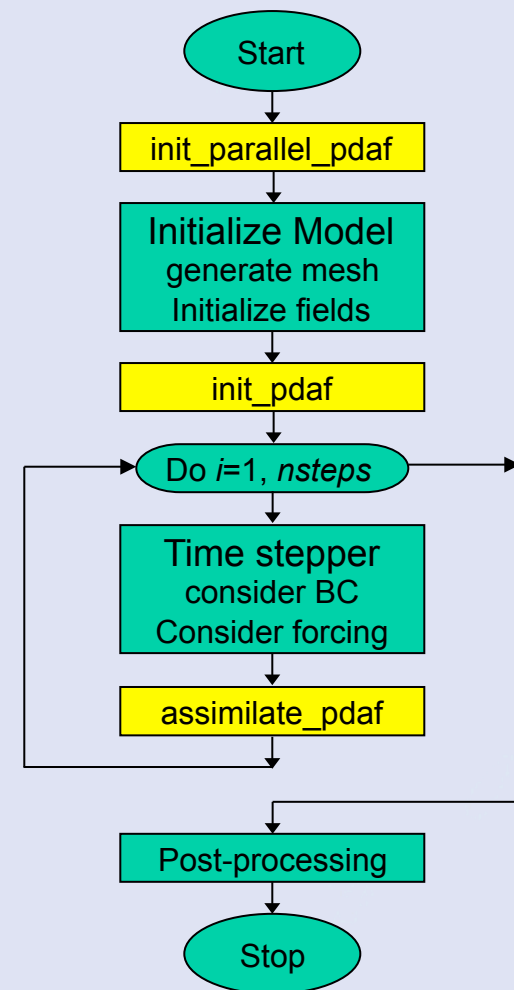 Start
init_parallel_pdaf
Initialize Model
generate mesh
Initialize fields
init_pdaf
Do i=1, nsteps
Time stepper
consider BC
Consider forcing
assimilate_pdaf
Post-processing
Stop